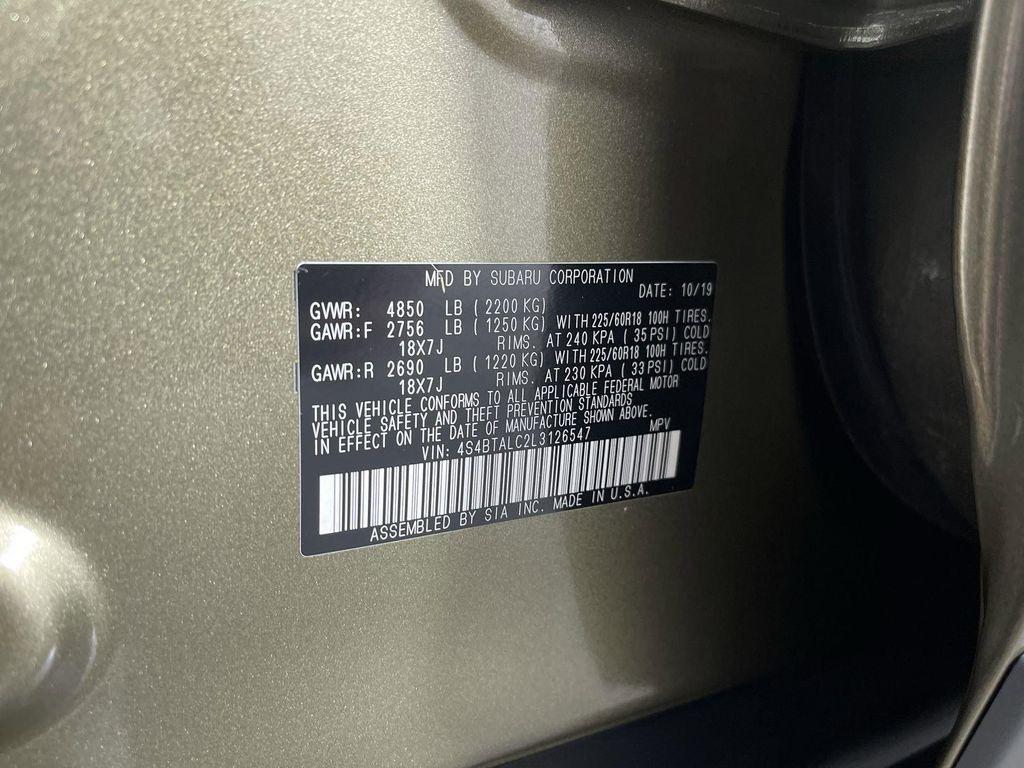 MFD BY SUBARU CORPORATION
DATE: 10/19
GVWR: 4850 LB ( 2200 KG)
GAWR:F 2756 LB ( 1250 KG) WITH 225/60R18 100H TIRES.
18X7J RIMS. AT 240 KPA ( 35 PSI) COLD
GAWR:R 2690 LB ( 1220 KG) WITH 225/60R18 100H TIRES.
18X7J RIMS. AT 230 KPA ( 33 PSI) COLD
THIS VEHICLE CONFORMS TO ALL APPLICABLE FEDERAL MOTOR
VEHICLE SAFETY AND THEFT PREVENTION STANDARDS
IN EFFECT ON THE DATE OF MANUFACTURE SHOWN ABOVE.
VIN: 4S4BTALC2L3126547 MPV
ASSEMBLED BY SIA INC. MADE IN U.S.A.